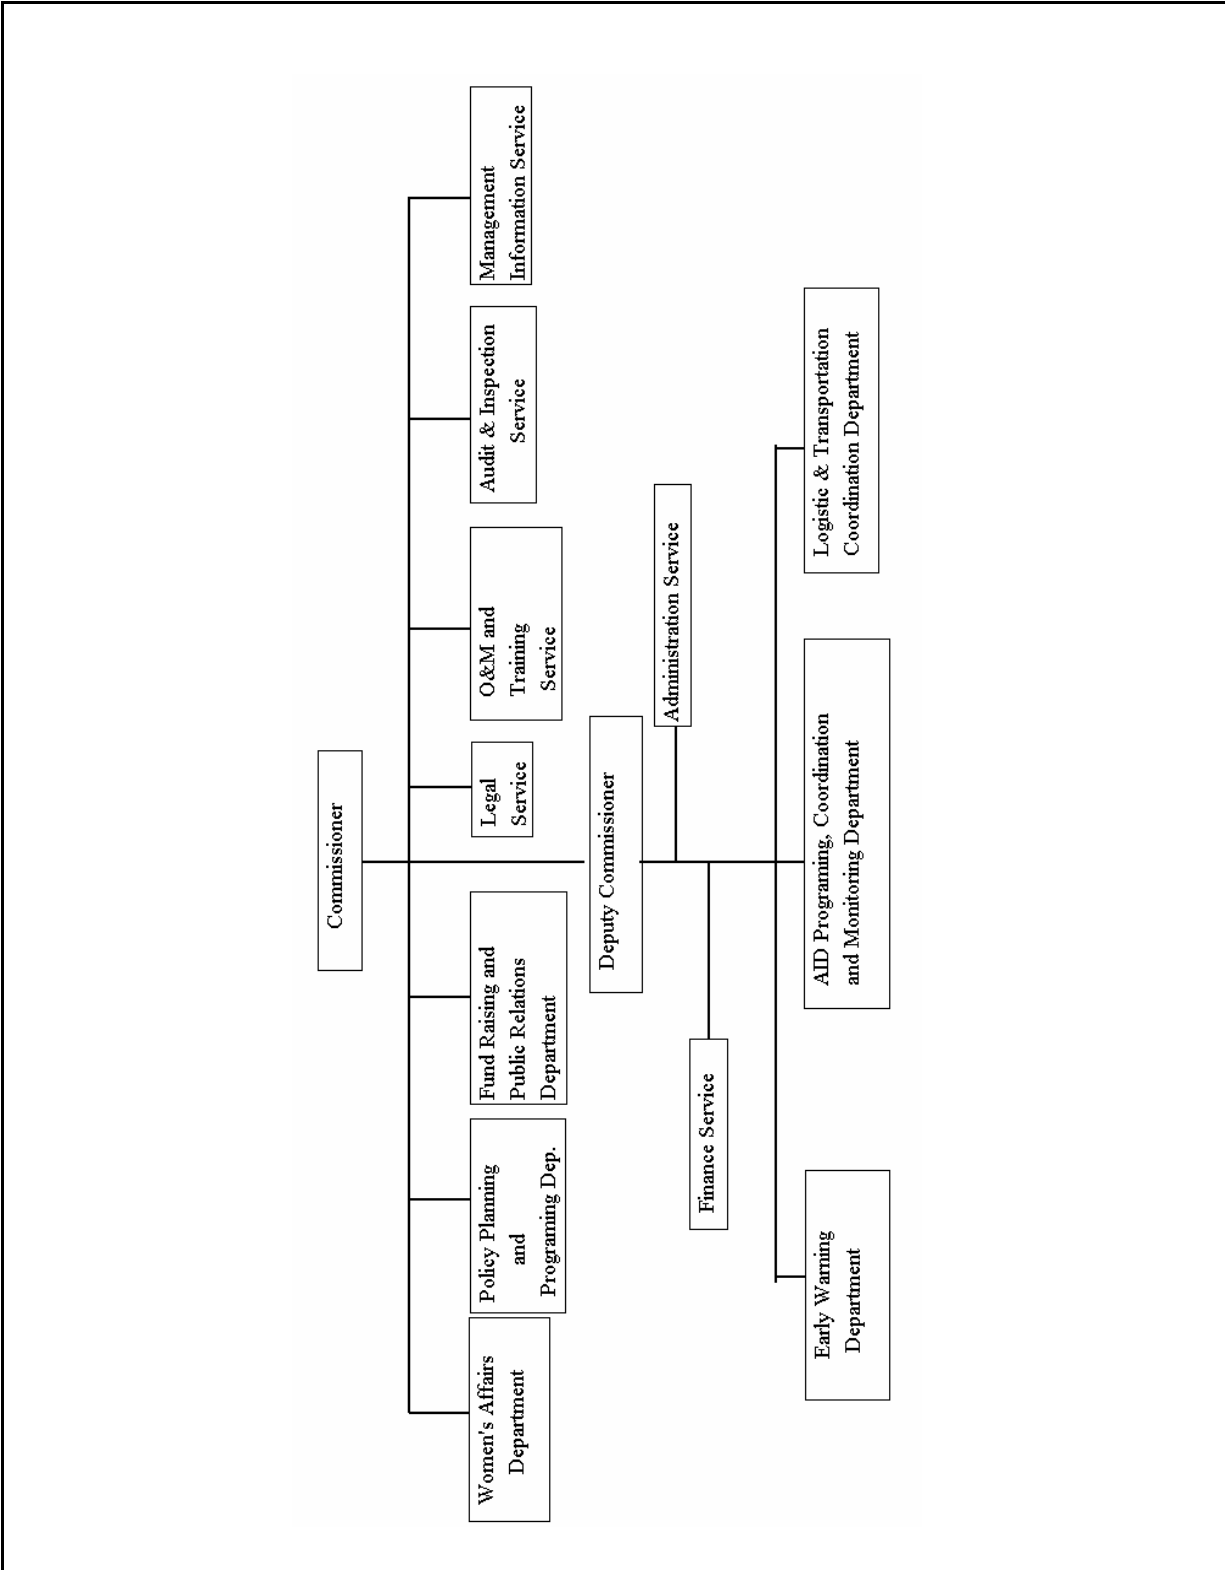 Commissioner
Women's Affairs
Department
Policy Planning
and
Programing Dep.
Fund Raising and
Public Relations
Department
Legal
Service
O&M and
Training
Service
Audit & Inspection
Service
Management
Information Service
Deputy Commissioner
Administration Service
Finance Service
Early Warning
Department
AID Programing, Coordination
and Monitoring Department
Logistic & Transportation
Coordination Department